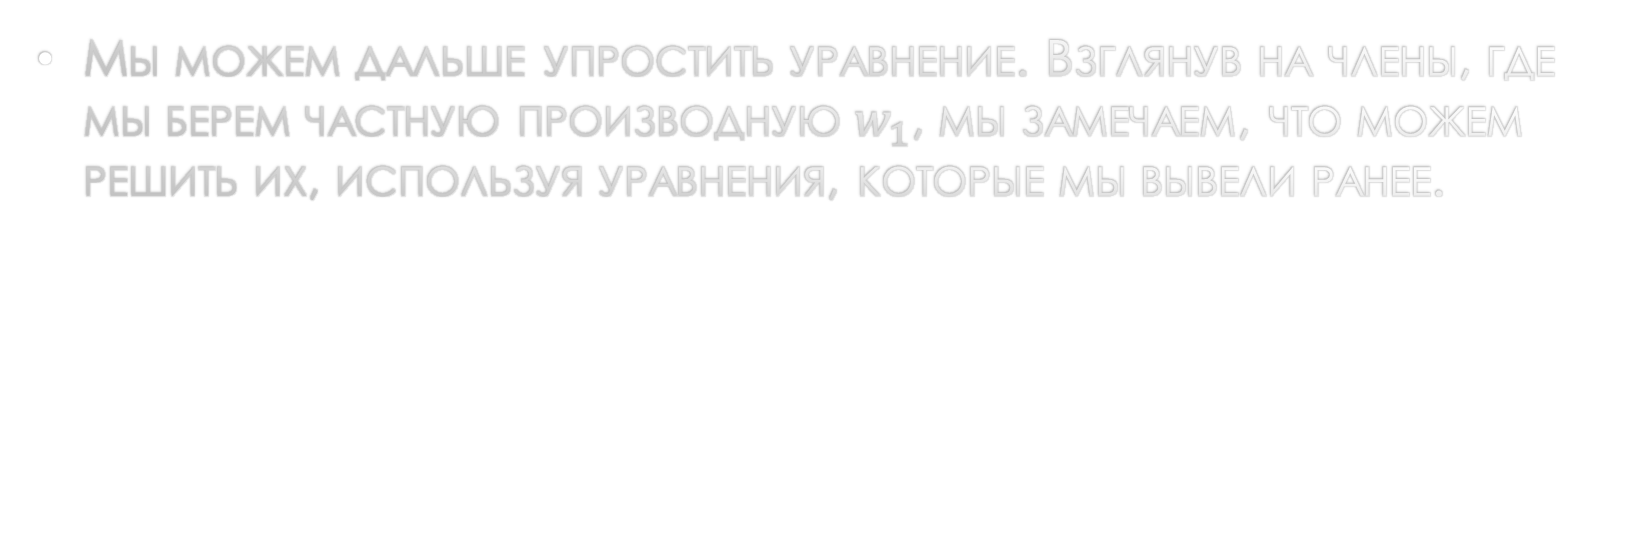 • Мы можем дальше упростить уравнение. Взглянув на члены, где
мы берем частную производную w₁, мы замечаем, что можем
решить их, используя уравнения, которые мы вывели ранее.